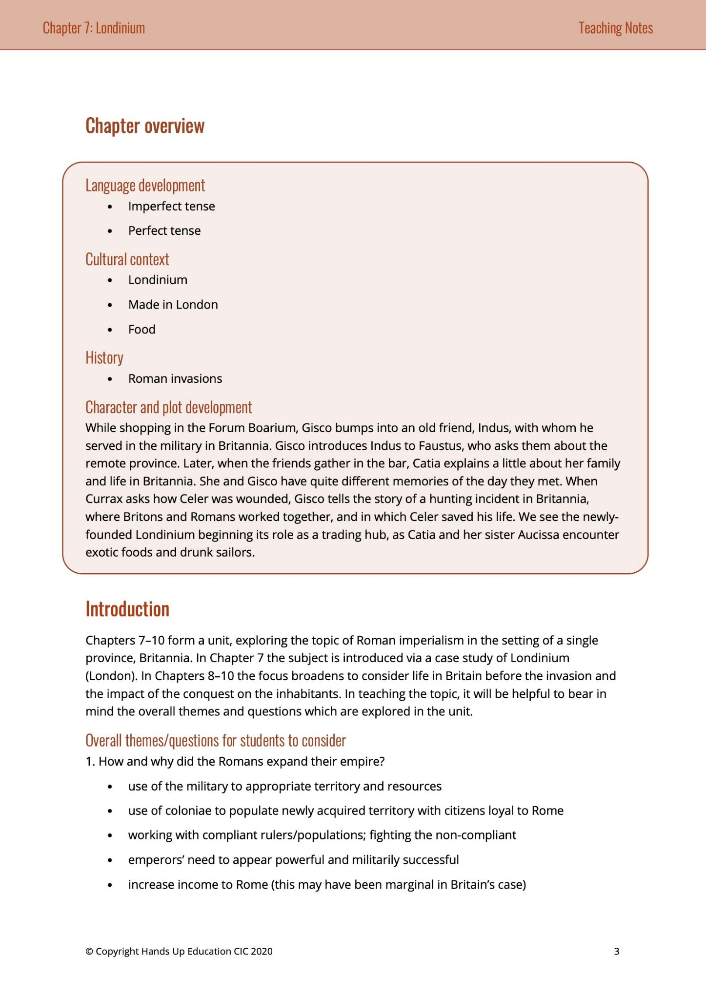 Chapter 7: Londīnium
Teaching Notes
Chapter overview
Language development
• Imperfect tense
• Perfect tense
Cultural context
• Londinium
• Made in London
• Food
History
• Roman invasions
Character and plot development
While shopping in the Forum Boarium, Gisco bumps into an old friend, Indus, with whom he
served in the military in Britannia. Gisco introduces Indus to Faustus, who asks them about the
remote province. Later, when the friends gather in the bar, Catia explains a little about her family
and life in Britannia. She and Gisco have quite different memories of the day they met. When
Currax asks how Celer was wounded, Gisco tells the story of a hunting incident in Britannia,
where Britons and Romans worked together, and in which Celer saved his life. We see the newly-
founded Londinium beginning its role as a trading hub, as Catia and her sister Aucissa encounter
exotic foods and drunk sailors.
Introduction
Chapters 7–10 form a unit, exploring the topic of Roman imperialism in the setting of a single
province, Britannia. In Chapter 7 the subject is introduced via a case study of Londinium
(London). In Chapters 8–10 the focus broadens to consider life in Britain before the invasion and
the impact of the conquest on the inhabitants. In teaching the topic, it will be helpful to bear in
mind the overall themes and questions which are explored in the unit.
Overall themes/questions for students to consider
1. How and why did the Romans expand their empire?
• use of the military to appropriate territory and resources
• use of coloniae to populate newly acquired territory with citizens loyal to Rome
• working with compliant rulers/populations; fighting the non-compliant
• emperors’ need to appear powerful and militarily successful
• increase income to Rome (this may have been marginal in Britain’s case)
© Copyright Hands Up Education CIC 2020
3